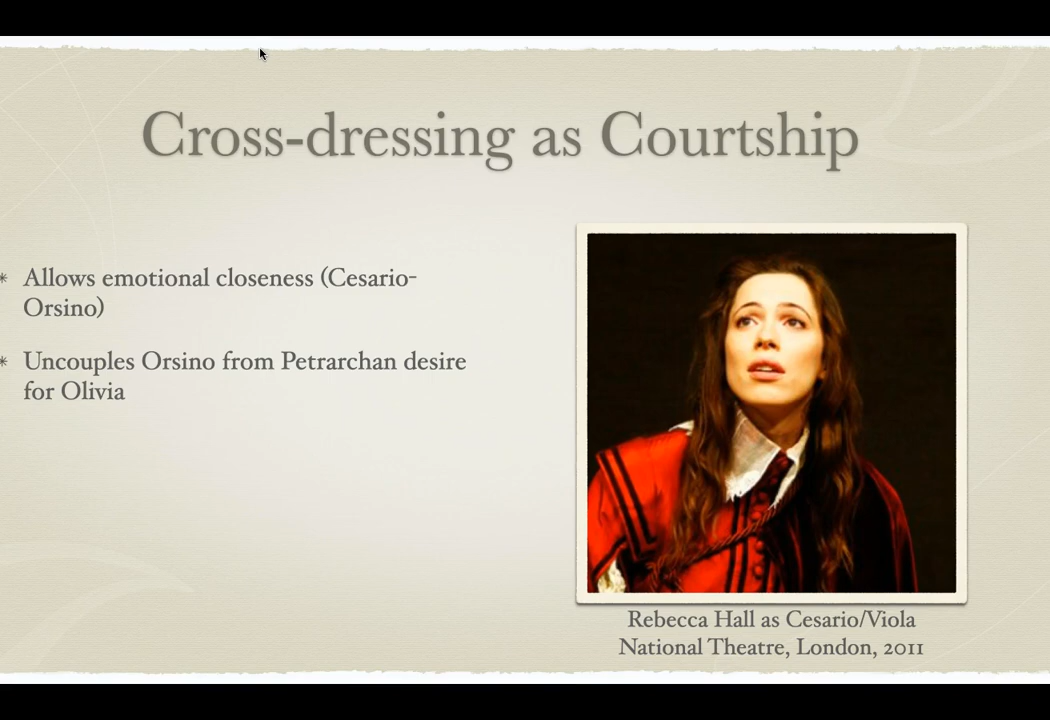 Cross-dressing as Courtship
* Allows emotional closeness (Cesario-
Orsino)
* Uncouples Orsino from Petrarchan desire
for Olivia
Rebecca Hall as Cesario/Viola
National Theatre, London, 2011